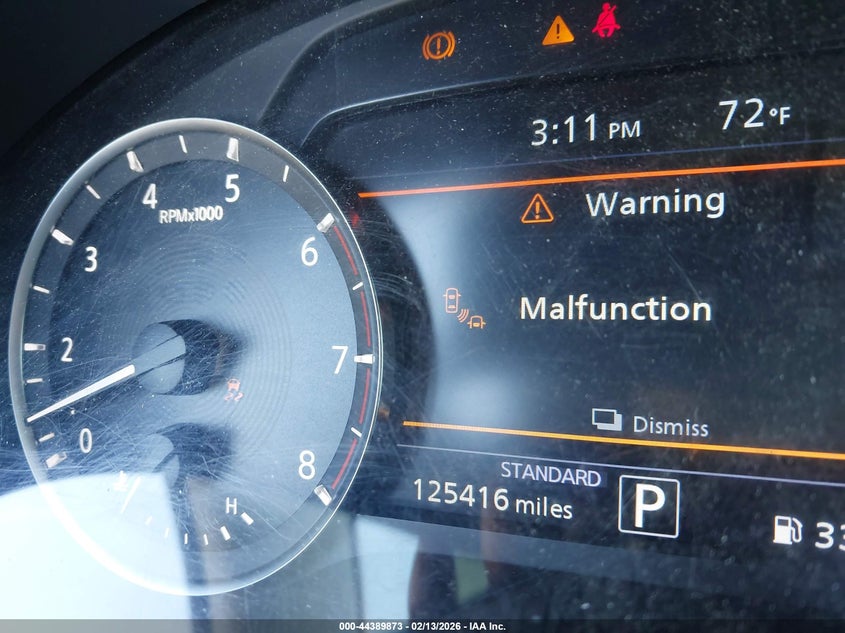 3:11 PM 72°F
Warning
Malfunction
Dismiss
STANDARD
125416 miles
P
33
0
2
3
4
5
6
7
8
RPMx1000
H
000-44389873 - 02/13/2026 - IAA Inc.